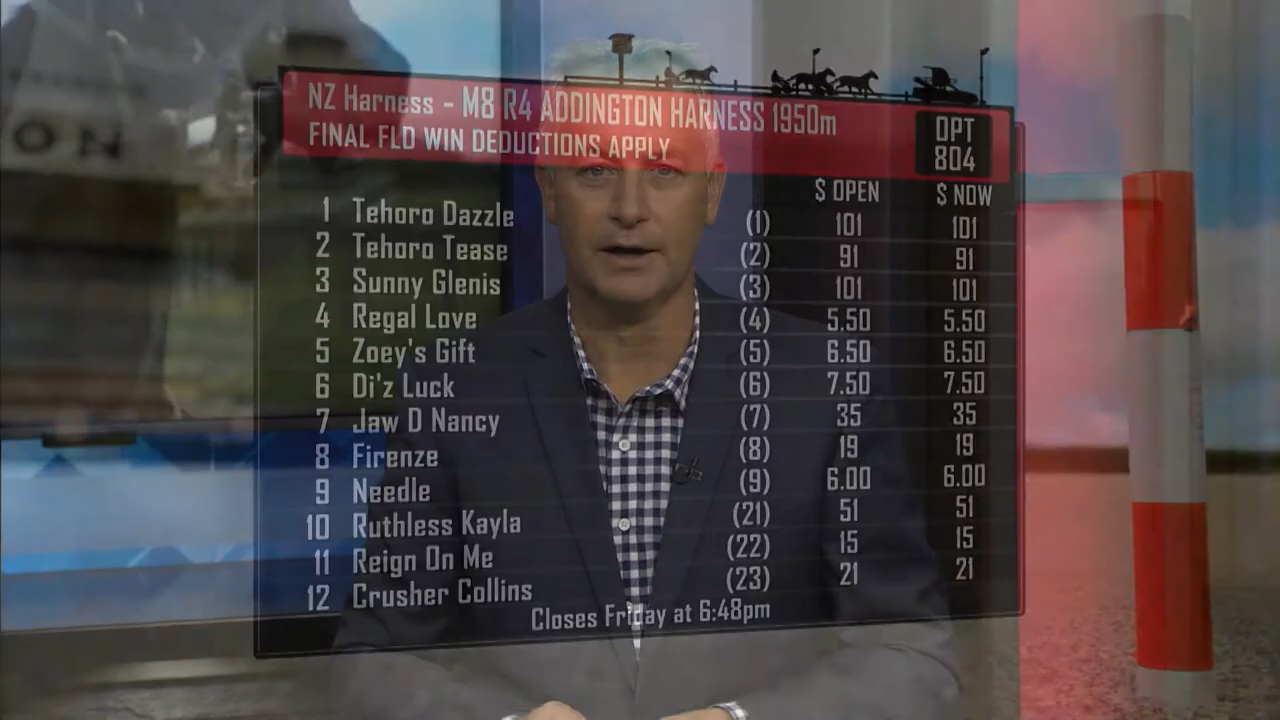 NZ Harness - M8 R4 ADDINGTON HARNESS 1950m
FINAL FLD WIN DEDUCTIONS APPLY
OPT
804
$ OPEN $ NOW
1 Tehoro Dazzle (1) 101 101
2 Tehoro Tease (2) 91 91
3 Sunny Glenis (3) 101 101
4 Regal Love (4) 5.50 5.50
5 Zoey's Gift (5) 6.50 6.50
6 Di'z Luck (6) 7.50 7.50
7 Jaw D Nancy (7) 35 35
8 Firenze (8) 19 19
9 Needle (9) 6.00 6.00
10 Ruthless Kayla (21) 51 51
11 Reign On Me (22) 15 15
12 Crusher Collins (23) 21 21
Closes Friday at 6:48pm